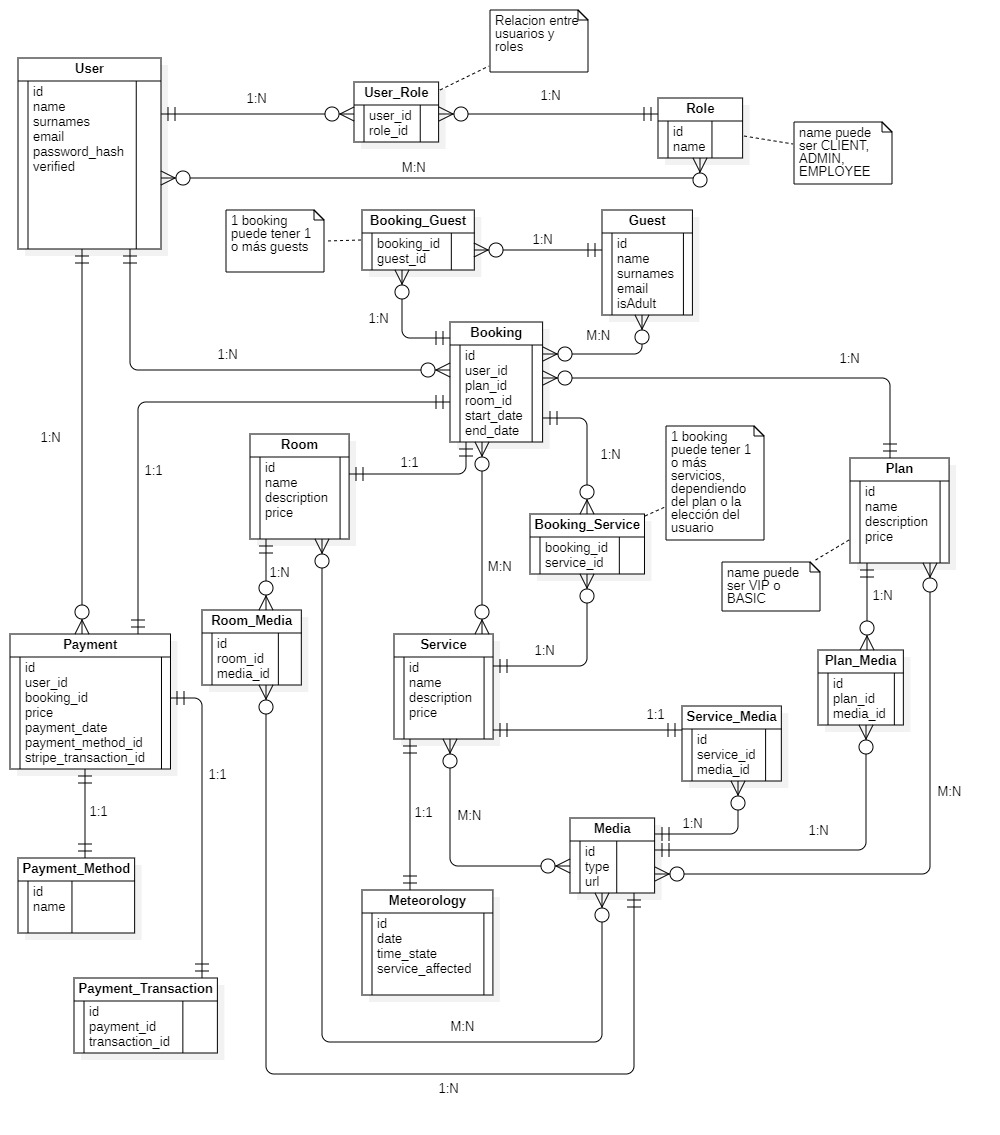 Relacion entre
usuarios y
roles
User
id
name
surnames
email
password_hash
verified
1:N
User_Role
user_id
role_id
1:N
Role
id
name
name puede
ser CLIENT,
ADMIN,
EMPLOYEE
M:N
1 booking
puede tener 1
o más guests
Booking_Guest
booking_id
guest_id
1:N
Guest
id
name
surnames
email
isAdult
1:N
M:N
Booking
id
user_id
plan_id
room_id
start_date
end_date
1:N
1:N
1:N
1:1
Room
id
name
description
price
1:1
1:N
1 booking
puede tener 1
o más
servicios,
dependiendo
del plan o la
elección del
usuario
Plan
id
name
description
price
Booking_Service
booking_id
service_id
name puede
ser VIP o
BASIC
1:N
M:N
1:N
Room_Media
id
room_id
media_id
Payment
id
user_id
booking_id
price
payment_date
payment_method_id
stripe_transaction_id
Service
id
name
description
price
1:N
Plan_Media
id
plan_id
media_id
1:1
Service_Media
id
service_id
media_id
1:1
1:1
1:1
M:N
1:N
1:N
M:N
Media
id
type
url
Payment_Method
id
name
Meteorology
id
date
time_state
service_affected
Payment_Transaction
id
payment_id
transaction_id
M:N
1:N